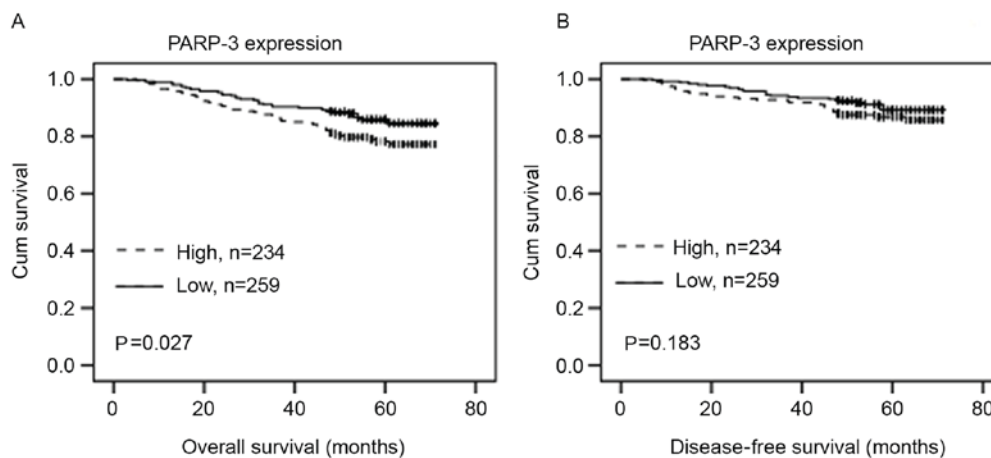 A
PARP-3 expression
1.0
0.8
0.6
0.4
0.2
0.0
Cum survival
High, n=234
Low, n=259
P=0.027
0 20 40 60 80
Overall survival (months)
B
PARP-3 expression
1.0
0.8
0.6
0.4
0.2
0.0
Cum survival
High, n=234
Low, n=259
P=0.183
0 20 40 60 80
Disease-free survival (months)